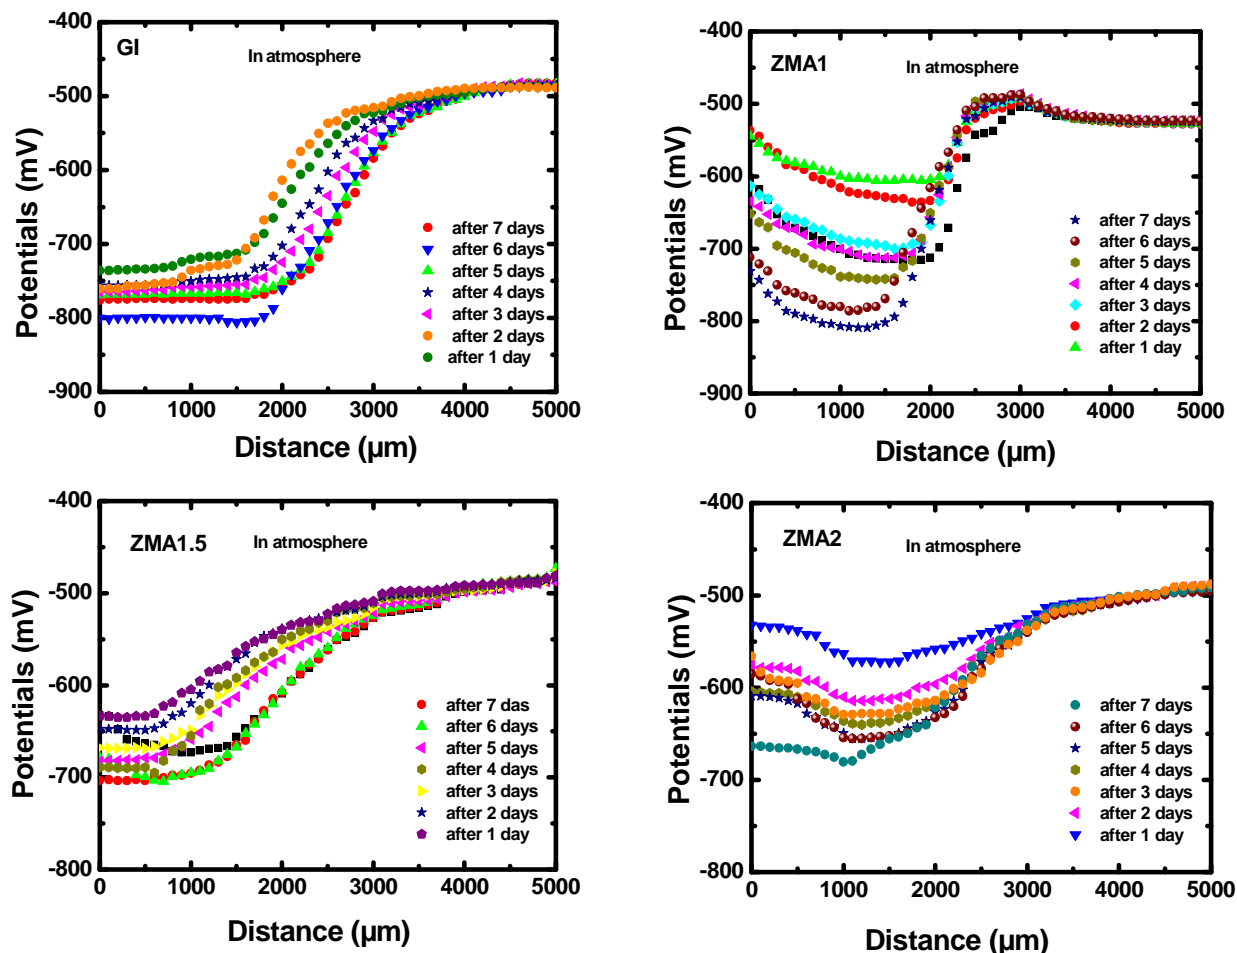 GI
In atmosphere
-400
-500
-600
-700
-800
-900
Potentials (mV)
after 7 days
after 6 days
after 5 days
after 4 days
after 3 days
after 2 days
after 1 day
0 1000 2000 3000 4000 5000
Distance (µm)
ZMA1
In atmosphere
-400
-500
-600
-700
-800
-900
Potentials (mV)
after 7 days
after 6 days
after 5 days
after 4 days
after 3 days
after 2 days
after 1 day
0 1000 2000 3000 4000 5000
Distance (µm)
ZMA1.5
In atmosphere
-400
-500
-600
-700
-800
Potentials (mV)
after 7 das
after 6 days
after 5 days
after 4 days
after 3 days
after 2 days
after 1 day
0 1000 2000 3000 4000 5000
Distance (µm)
ZMA2
In atmosphere
-400
-500
-600
-700
-800
Potentials (mV)
after 7 days
after 6 days
after 5 days
after 4 days
after 3 days
after 2 days
after 1 day
0 1000 2000 3000 4000 5000
Distance (µm)